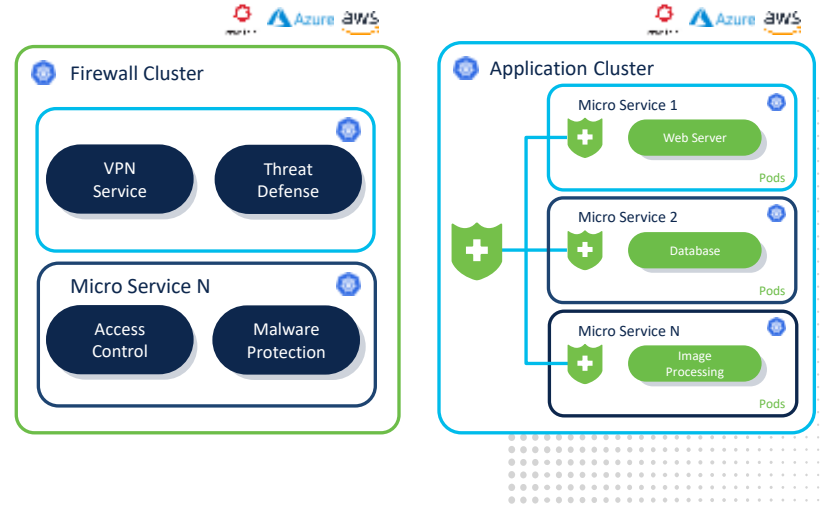 Azure aws
Azure aws
Firewall Cluster
VPN
Service
Threat
Defense
Micro Service N
Access
Control
Malware
Protection
Application Cluster
Micro Service 1
Web Server
Pods
Micro Service 2
Database
Pods
Micro Service N
Image
Processing
Pods